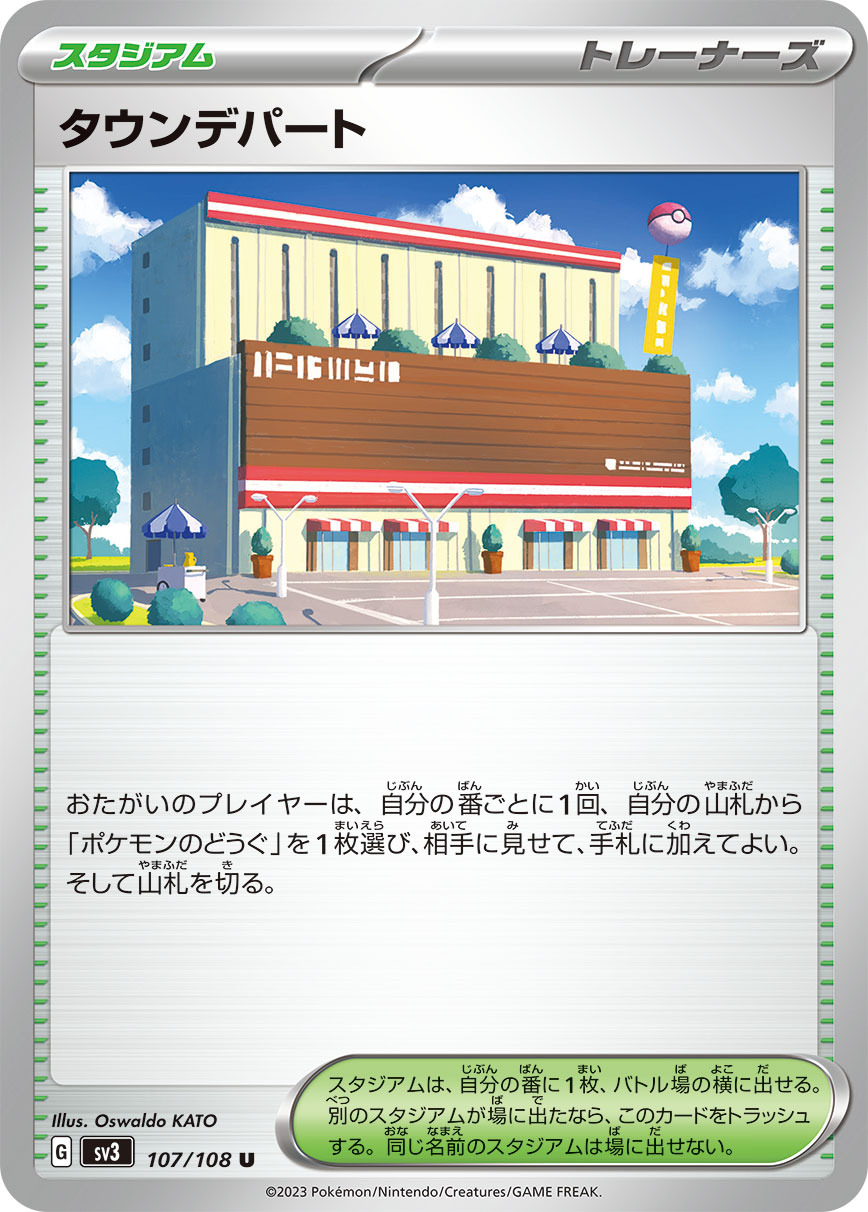 スタジアム
トレーナーズ
タウンデパート
おたがいのプレイヤーは、自分の番ごとに1回、自分の山札から
「ポケモンのどうぐ」を1枚選び、相手に見せて、手札に加えてよい。
そして山札を切る。
スタジアムは、自分の番に1枚、バトル場の横に出せる。
別のスタジアムが場に出たなら、このカードをトラッシュ
する。同じ名前のスタジアムは場に出せない。
Illus. Oswaldo KATO
G sv3 107/108 U
©2023 Pokémon/Nintendo/Creatures/GAME FREAK.